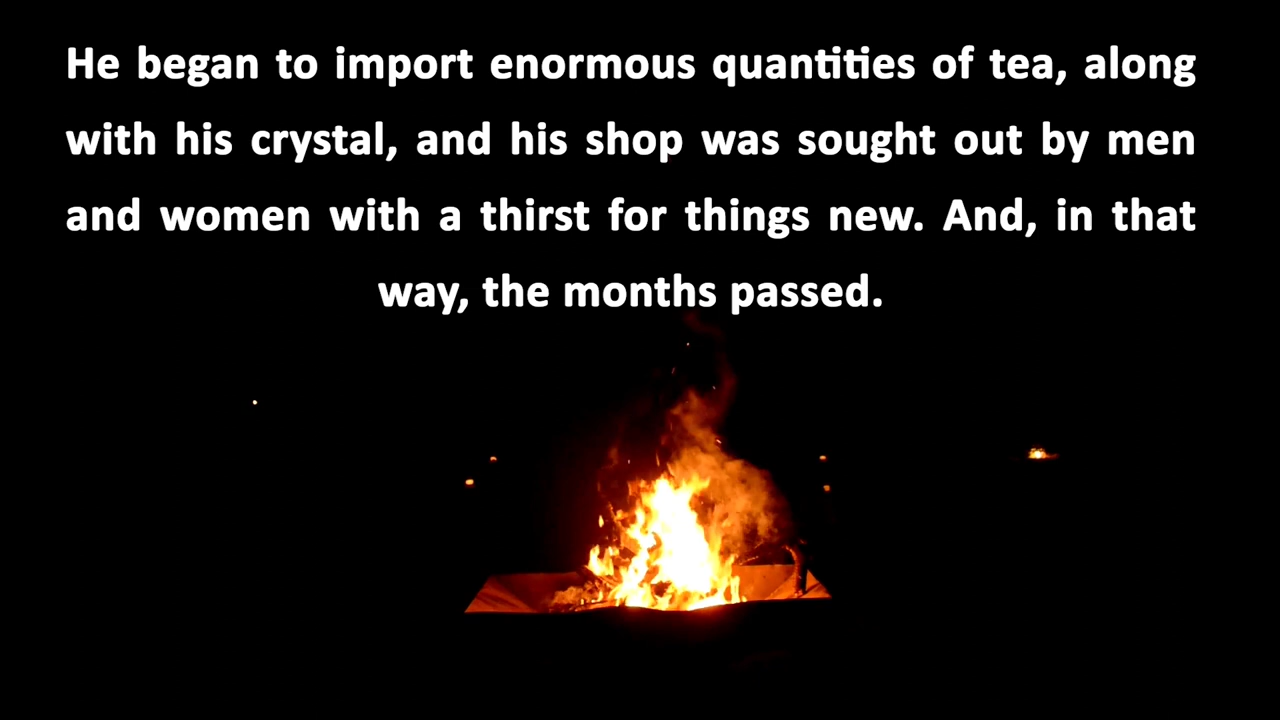 He began to import enormous quantities of tea, along
with his crystal, and his shop was sought out by men
and women with a thirst for things new. And, in that
way, the months passed.